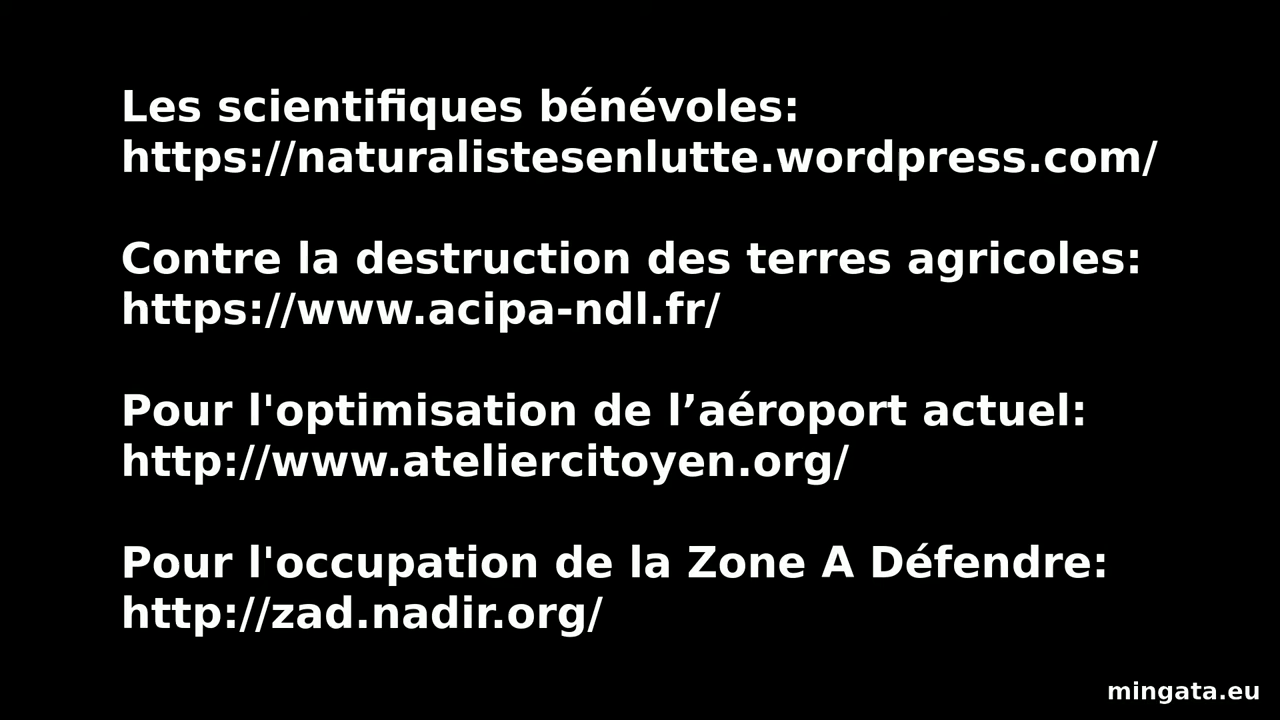 Les scientifiques bénévoles:
https://naturalistesenlutte.wordpress.com/
Contre la destruction des terres agricoles:
https://www.acipa-ndl.fr/
Pour l'optimisation de l’aéroport actuel:
http://www.ateliercitoyen.org/
Pour l'occupation de la Zone A Défendre:
http://zad.nadir.org/
mingata.eu